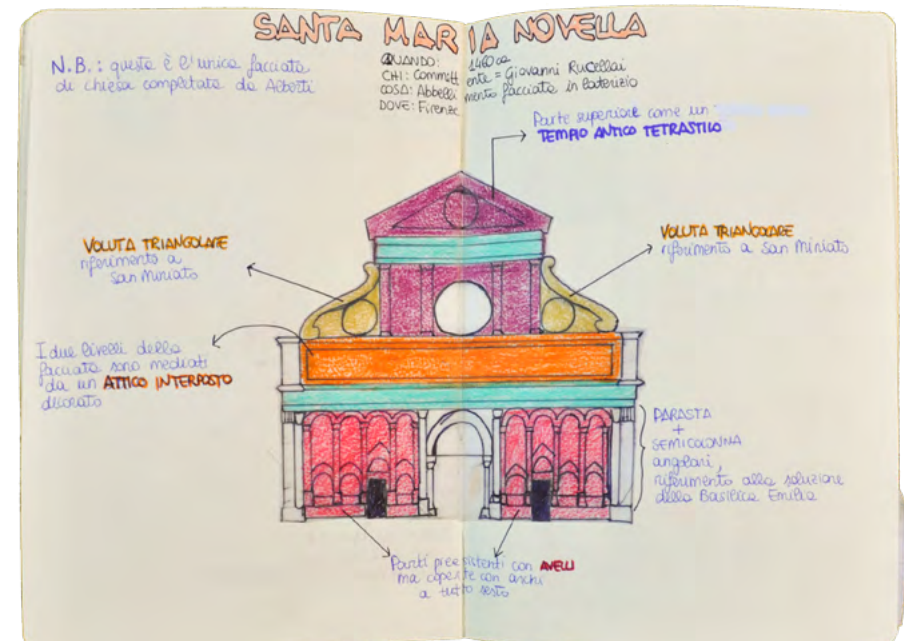 SANTA MARIA NOVELLA
N.B.: questa è l'unica facciata
di chiesa completata da Alberti
QUANDO: 1460 ca
CHI: Committente = Giovanni Rucellai
COSA: Abbellimento facciata in laterizio
DOVE: Firenze
Parte superiore come un
TEMPIO ANTICO TETRASTILO
VOLUTA TRIANGOLARE
riferimento a
san Miniato
VOLUTA TRIANGOLARE
riferimento a san Miniato
I due livelli della
facciata sono mediati
da un ATTICO INTERPOSTO
decorato
PARASTA
+
SEMICOLONNA
angolari,
riferimento alla soluzione
della Basilica Emilia
Parti preesistenti con AVELLI
ma coperte con archi
a tutto sesto